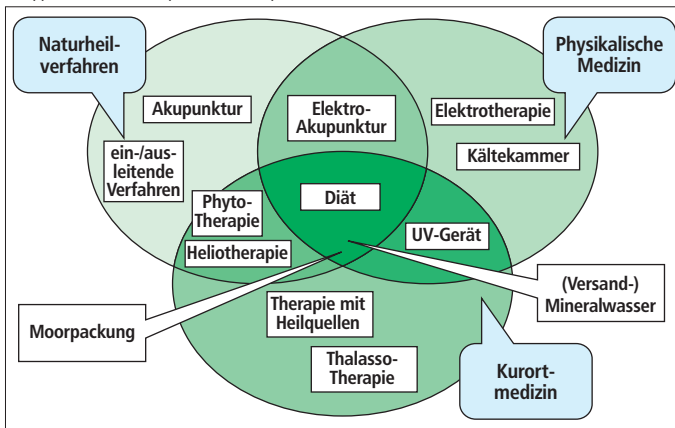 Naturheil-
verfahren
Physikalische
Medizin
Akupunktur
Elektro-
Akupunktur
Elektrotherapie
Kältekammer
ein-/aus-
leitende
Verfahren
Phyto-
Therapie
Diät
UV-Gerät
Heliotherapie
(Versand-)
Mineralwasser
Moorpackung
Therapie mit
Heilquellen
Thalasso-
Therapie
Kurort-
medizin